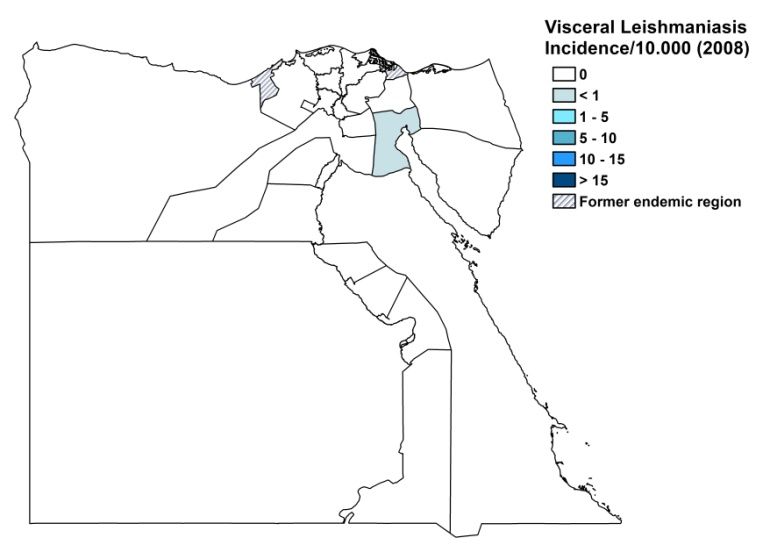 Visceral Leishmaniasis
Incidence/10.000 (2008)
0
< 1
1 - 5
5 - 10
10 - 15
> 15
Former endemic region